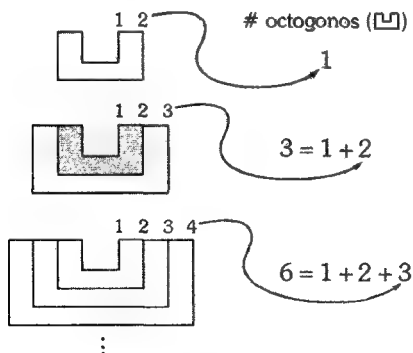 1 2 # octogonos ( )
1
1 2 3
3 = 1 + 2
1 2 3 4
6 = 1 + 2 + 3